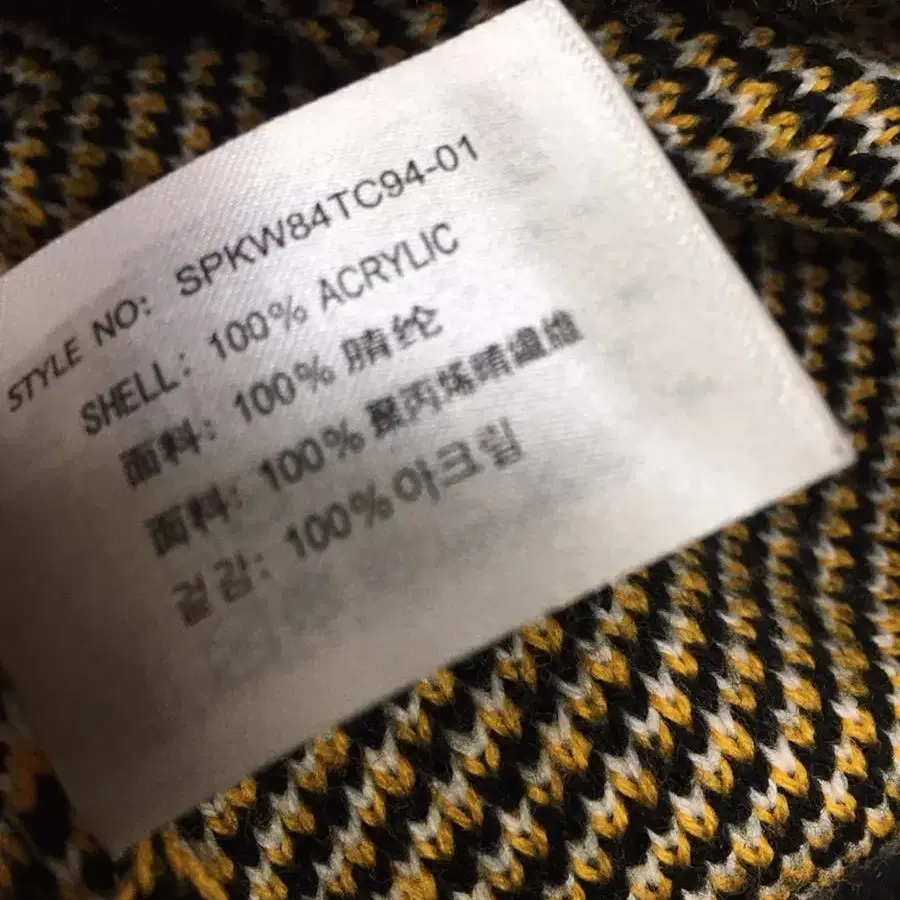 STYLE NO: SPKW84TC94-01
SHELL: 100% ACRYLIC
面料: 100% 腈纶
面料: 100% 聚丙烯晴纖維
겉감: 100% 아크릴